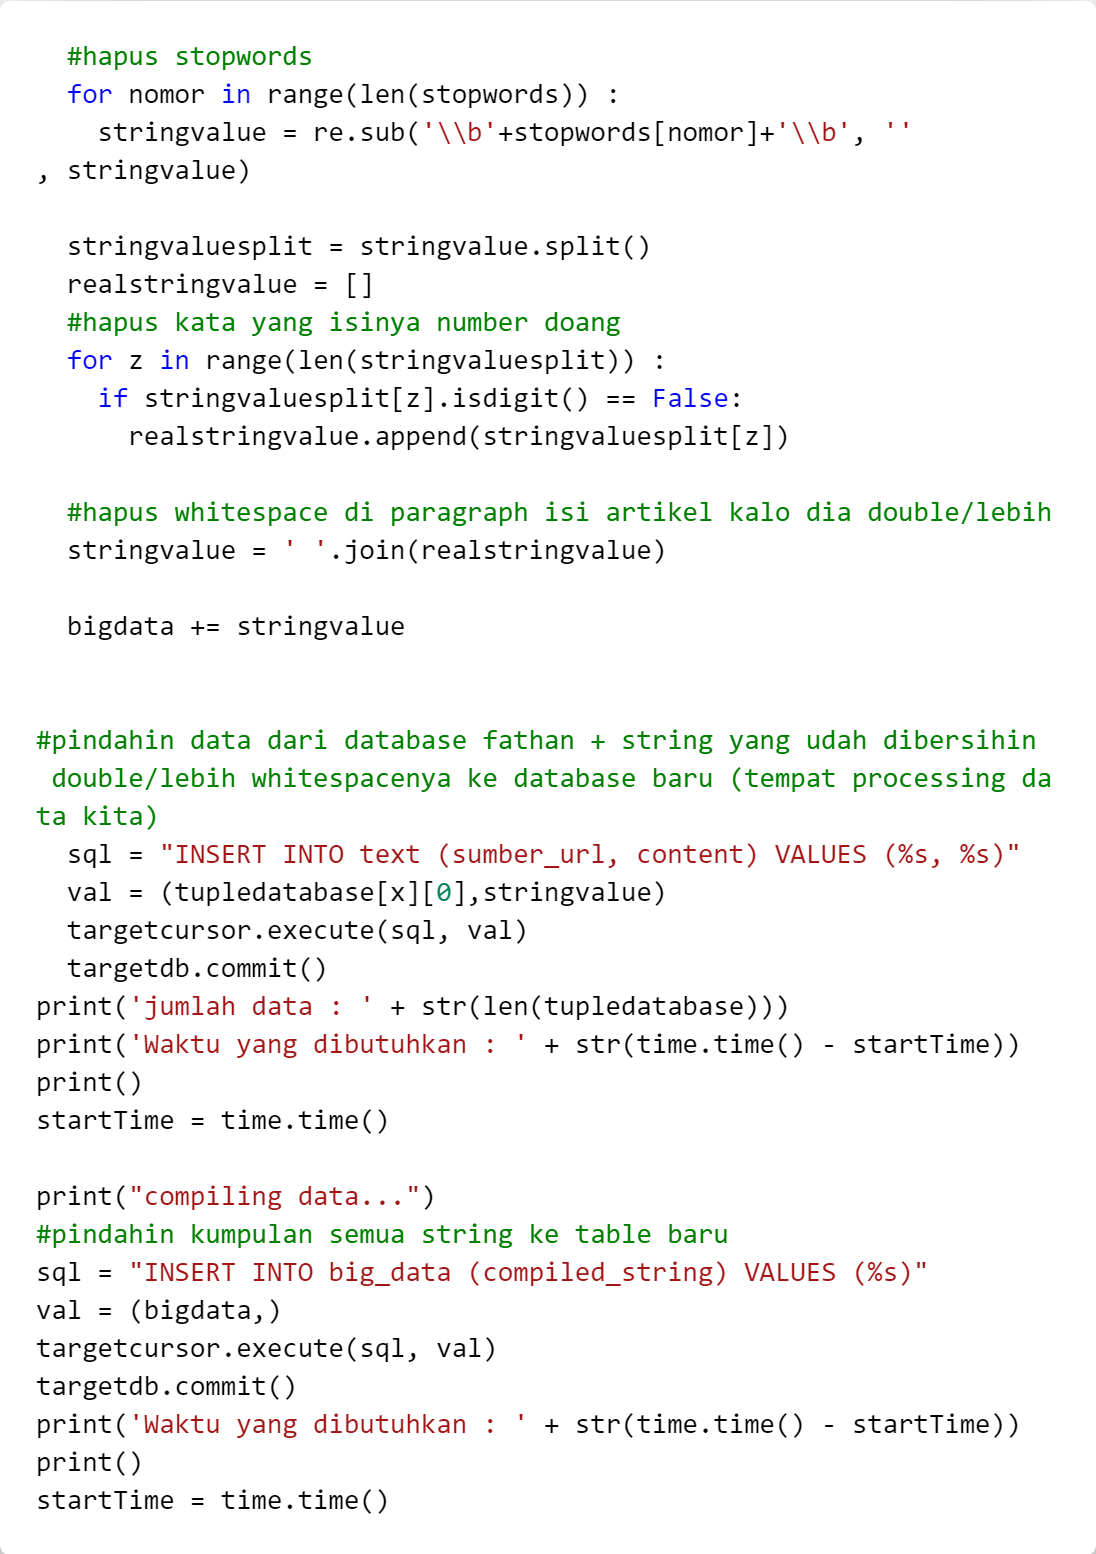 #hapus stopwords
for nomor in range(len(stopwords)) :
stringvalue = re.sub('\\b'+stopwords[nomor]+'\\b', ''
, stringvalue)
stringvaluesplit = stringvalue.split()
realstringvalue = []
#hapus kata yang isinya number doang
for z in range(len(stringvaluesplit)) :
if stringvaluesplit[z].isdigit() == False:
realstringvalue.append(stringvaluesplit[z])
#hapus whitespace di paragraph isi artikel kalo dia double/lebih
stringvalue = ' '.join(realstringvalue)
bigdata += stringvalue
#pindahin data dari database fathan + string yang udah dibersihin
double/lebih whitespacenya ke database baru (tempat processing da
ta kita)
sql = "INSERT INTO text (sumber_url, content) VALUES (%s, %s)"
val = (tupledatabase[x][0],stringvalue)
targetcursor.execute(sql, val)
targetdb.commit()
print('jumlah data : ' + str(len(tupledatabase)))
print('Waktu yang dibutuhkan : ' + str(time.time() - startTime))
print()
startTime = time.time()
print("compiling data...")
#pindahin kumpulan semua string ke table baru
sql = "INSERT INTO big_data (compiled_string) VALUES (%s)"
val = (bigdata,)
targetcursor.execute(sql, val)
targetdb.commit()
print('Waktu yang dibutuhkan : ' + str(time.time() - startTime))
print()
startTime = time.time()